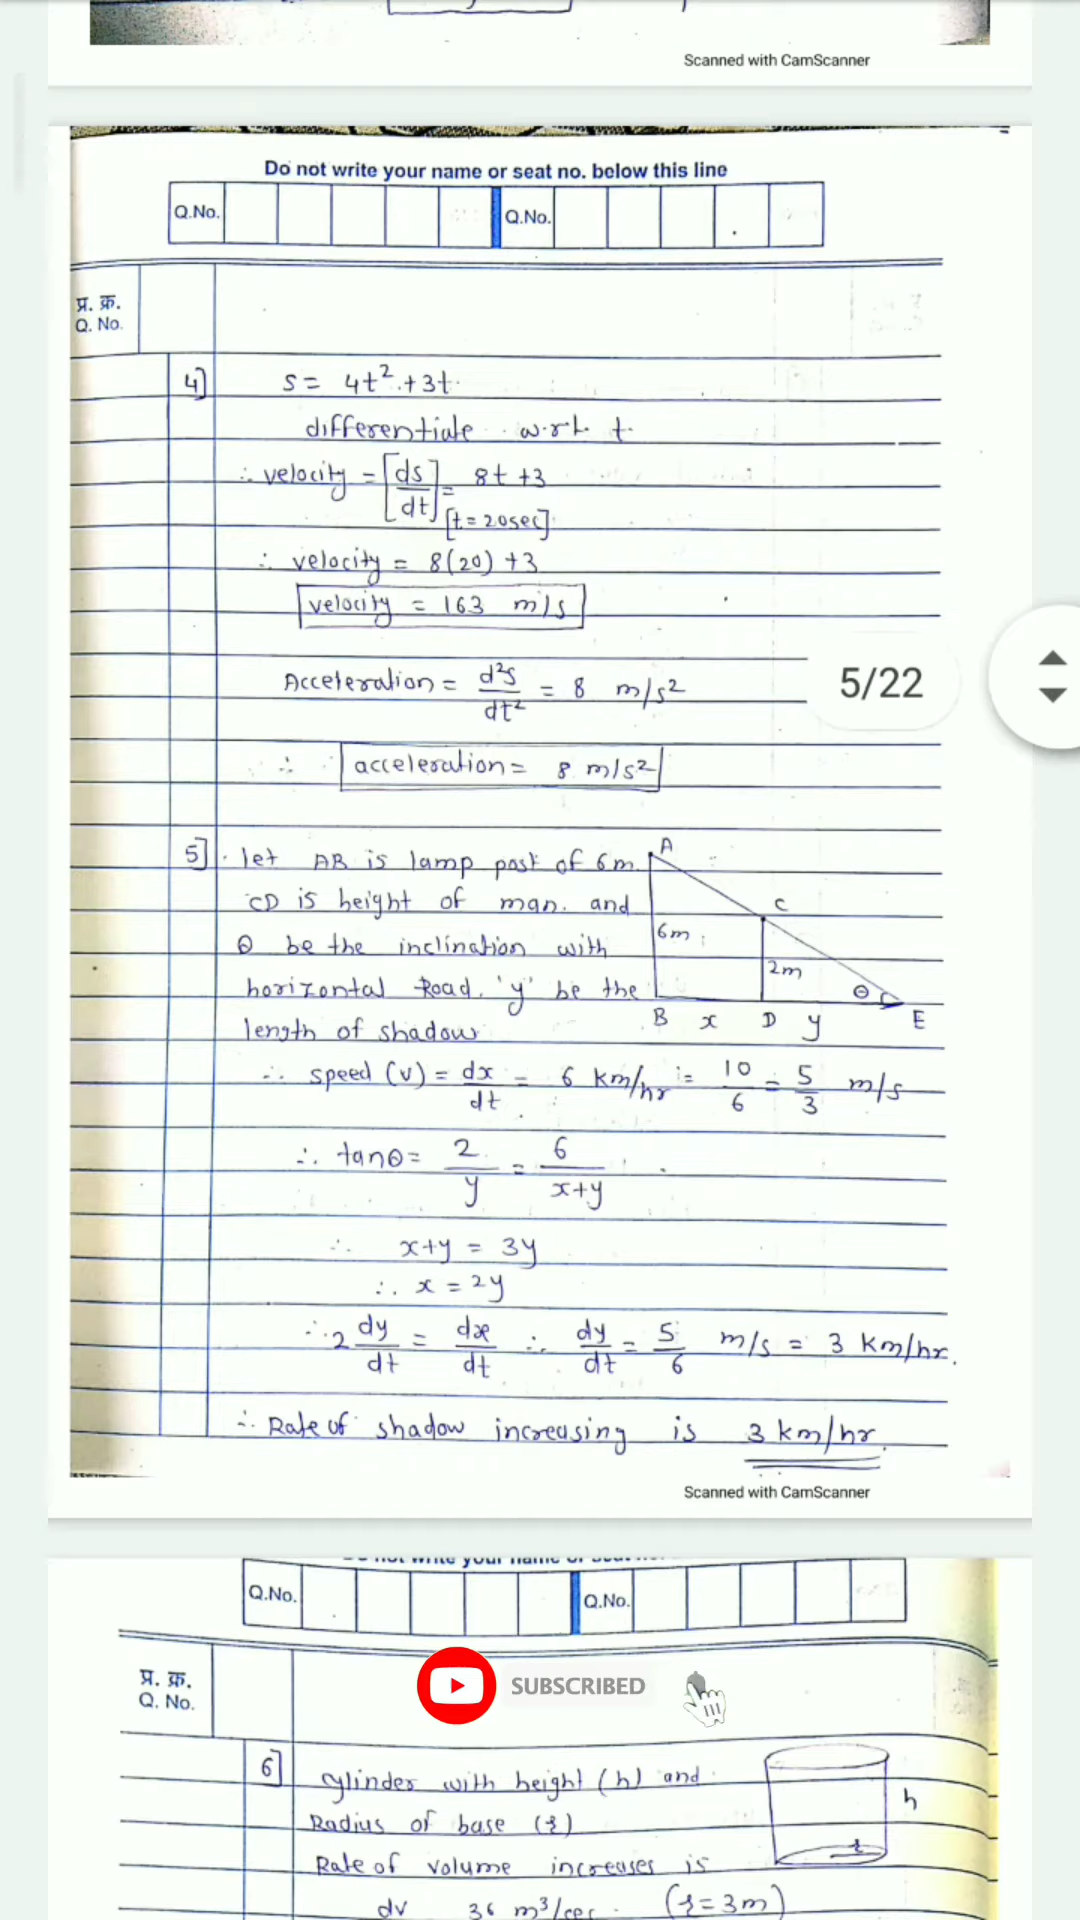 Scanned with CamScanner
Do not write your name or seat no. below this line
Q.No. Q.No.
प्र. क्र.
Q. No.
4] s = 4t² + 3t
differentiate w.r.t. t.
∴ velocity = [ds/dt] = 8t + 3
[t = 20sec]
∴ velocity = 8(20) + 3
velocity = 163 m/s
Acceleration = d²s/dt² = 8 m/s²
5/22
∴ acceleration = 8 m/s²
5] let AB is lamp post of 6m.
CD is height of man. and
θ be the inclination with
horizontal Road. 'y' be the
length of shadow
A
C
6m
2m
θ
B x D y E
∴ speed (v) = dx/dt = 6 km/hr = 10/6 = 5/3 m/s
∴ tanθ = 2/y = 6/x+y
∴ x+y = 3y
∴ x = 2y
∴ 2 dy/dt = dx/dt ∴ dy/dt = 5/6 m/s = 3 km/hr.
∴ Rate of shadow increasing is 3 km/hr.
Scanned with CamScanner
Q.No. Q.No.
प्र. क्र.
Q. No.
SUBSCRIBED
6] cylinder with height (h) and
Radius of base (r)
h
r
Rate of volume increases is
dv 36 m³/sec. (r = 3m)